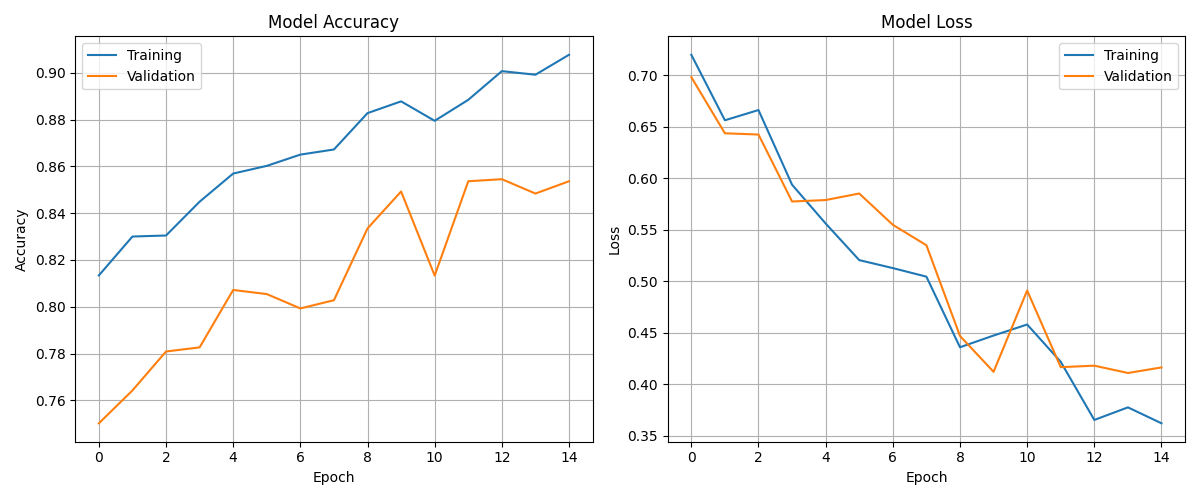 Model Accuracy
Training
Validation
0.90
0.88
0.86
0.84
0.82
0.80
0.78
0.76
Accuracy
0 2 4 6 8 10 12 14
Epoch
Model Loss
Training
Validation
0.70
0.65
0.60
0.55
0.50
0.45
0.40
0.35
Loss
0 2 4 6 8 10 12 14
Epoch